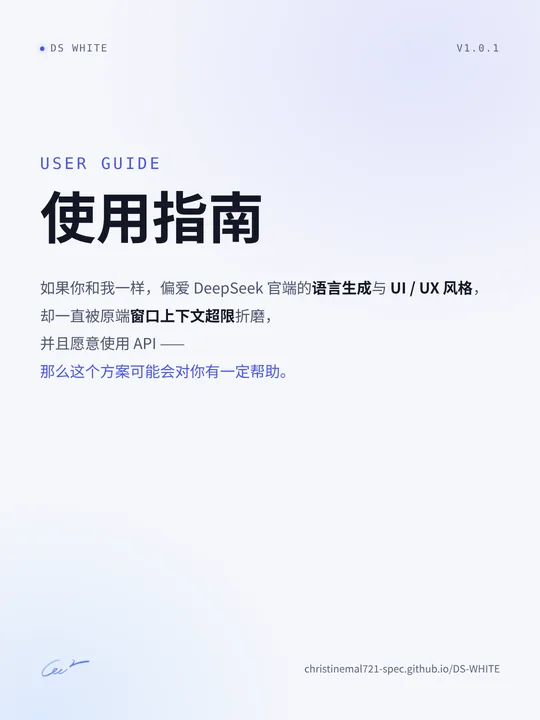 DS WHITE
V1.0.1
USER GUIDE
使用指南
如果你和我一样，偏爱 DeepSeek 官端的语言生成与 UI / UX 风格，
却一直被原端窗口上下文超限折磨，
并且愿意使用 API ——
那么这个方案可能会对你有一定帮助。
christinemal721-spec.github.io/DS-WHITE